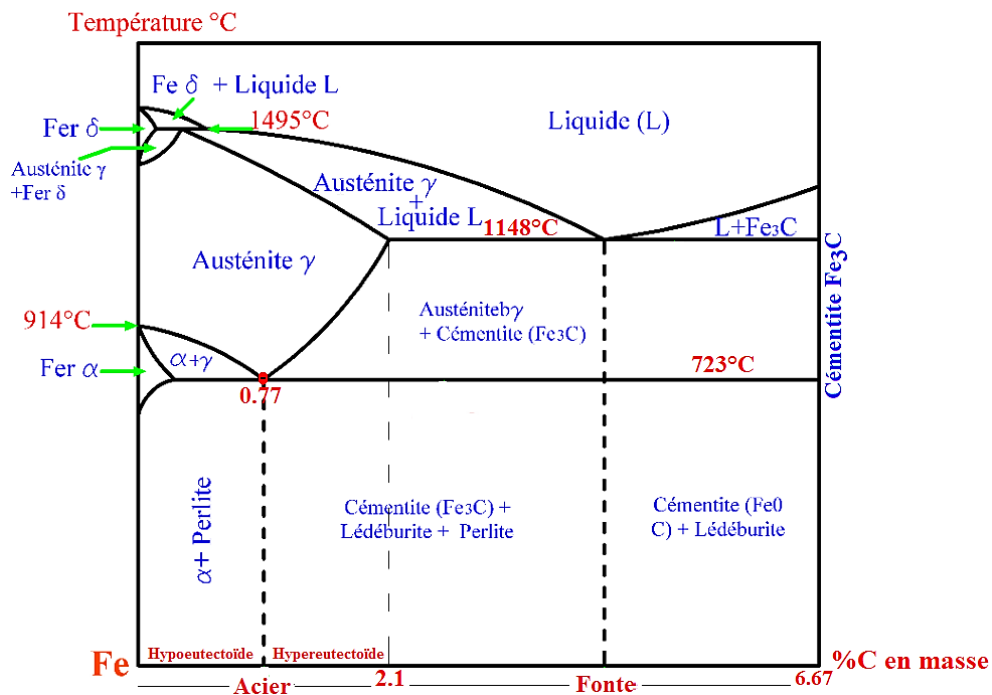 Température °C
Fe δ + Liquide L
1495°C
Fer δ
Liquide (L)
Austénite γ
+Fer δ
Austénite γ
+
Liquide L
1148°C
L+Fe3C
Austénite γ
Cémentite Fe3C
Austénitebγ
+ Cémentite (Fe3C)
914°C
α+γ
Fer α
723°C
0.77
α+ Perlite
Cémentite (Fe3C) +
Lédéburite + Perlite
Cémentite (Fe0
C) + Lédéburite
Fe
Hypoeutectoïde
Hypereutectoïde
%C en masse
2.1
6.67
Acier
Fonte